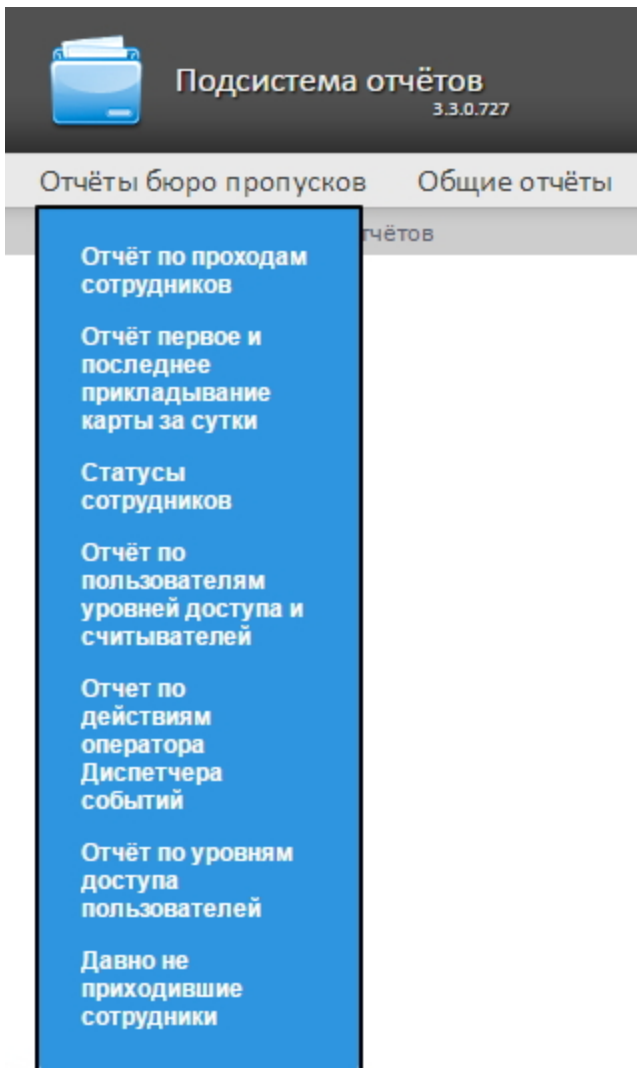 Подсистема отчётов
3.3.0.727
Отчёты бюро пропусков
Общие отчёты
Отчёт по проходам
сотрудников
Отчёт первое и
последнее
прикладывание
карты за сутки
Статусы
сотрудников
Отчёт по
пользователям
уровней доступа и
считывателей
Отчет по
действиям
оператора
Диспетчера
событий
Отчёт по уровням
доступа
пользователей
Давно не
приходившие
сотрудники